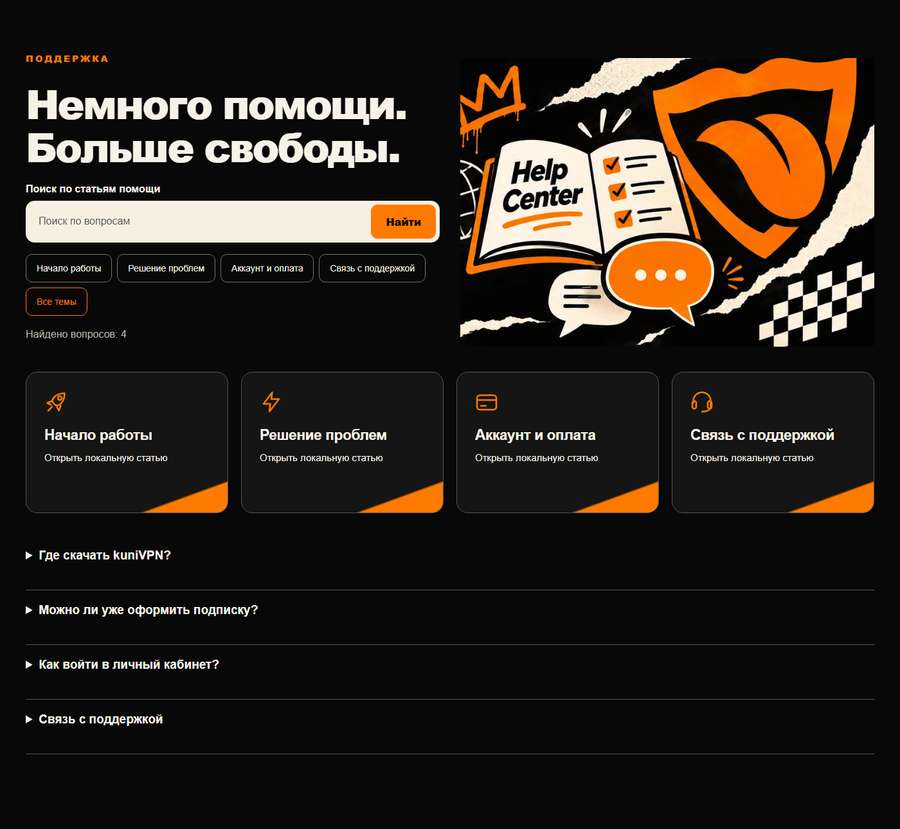 ПОДДЕРЖКА
Немного помощи.
Больше свободы.
Поиск по статьям помощи
Поиск по вопросам
Найти
Начало работы
Решение проблем
Аккаунт и оплата
Связь с поддержкой
Все темы
Найдено вопросов: 4
Help
Center
Начало работы
Открыть локальную статью
Решение проблем
Открыть локальную статью
Аккаунт и оплата
Открыть локальную статью
Связь с поддержкой
Открыть локальную статью
Где скачать kuniVPN?
Можно ли уже оформить подписку?
Как войти в личный кабинет?
Связь с поддержкой